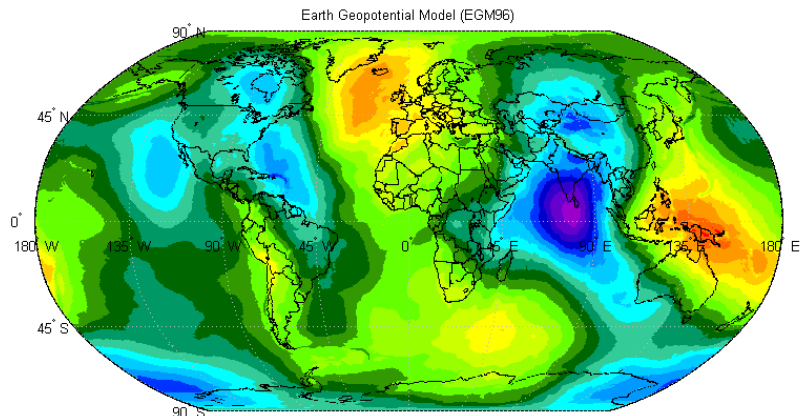 Earth Geopotential Model (EGM96)
90° N
45° N
0°
180° W 135° W 90° W 45° W 0 45° E 90° E 135° E 180° E
45° S
90° S